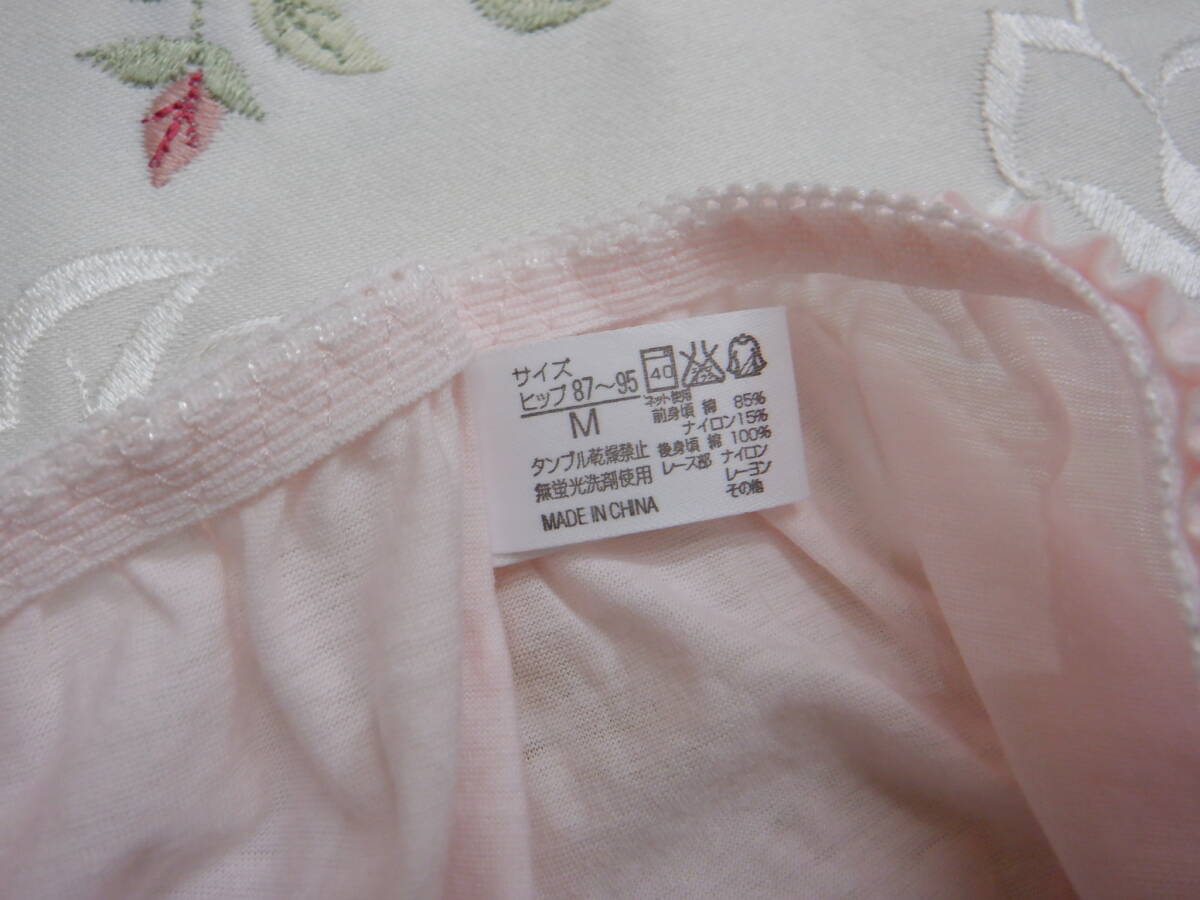 サイズ
ヒップ 87～95
M
タンブル乾燥禁止
無蛍光洗剤使用
MADE IN CHINA
40
ネット使用
前身頃 綿 85%
ナイロン15%
後身頃 綿 100%
レース部 ナイロン
レーヨン
その他